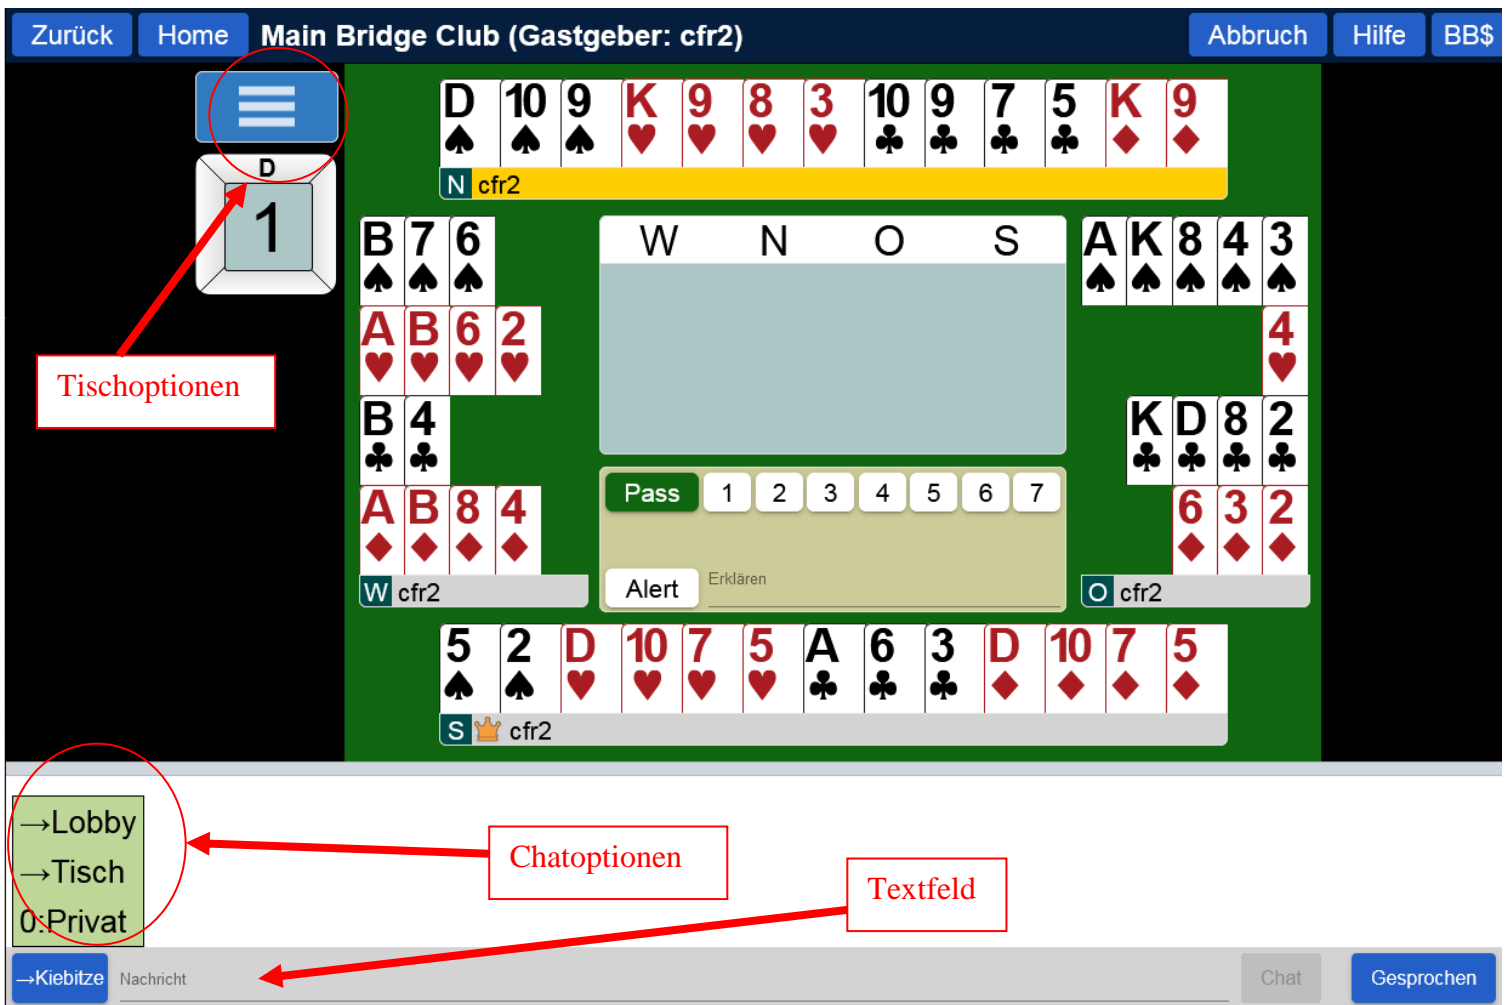 Zurück Home Main Bridge Club (Gastgeber: cfr2) Abbruch Hilfe BB$
D 10 9 K 9 8 3 10 9 7 5 K 9
N cfr2
D
1
B 7 6
A B 6 2
B 4
A B 8 4
W cfr2
W N O S
A K 8 4 3
4
K D 8 2
6 3 2
O cfr2
Pass 1 2 3 4 5 6 7
Alert Erklären
5 2 D 10 7 5 A 6 3 D 10 7 5
S cfr2
Tischoptionen
→Lobby
→Tisch
0:Privat
Chatoptionen
Textfeld
→Kiebitze Nachricht Chat Gesprochen